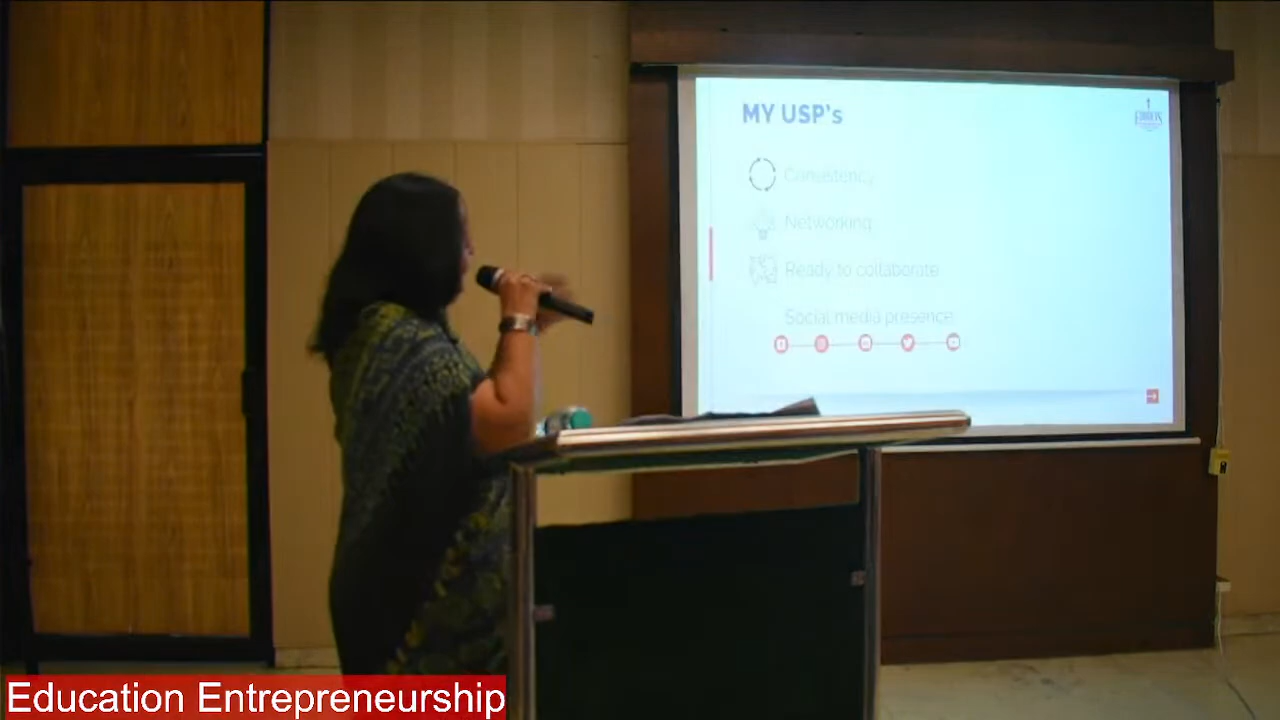 MY USP's
Consistency
Networking
Ready to collaborate
Social media presence
Education Entrepreneurship